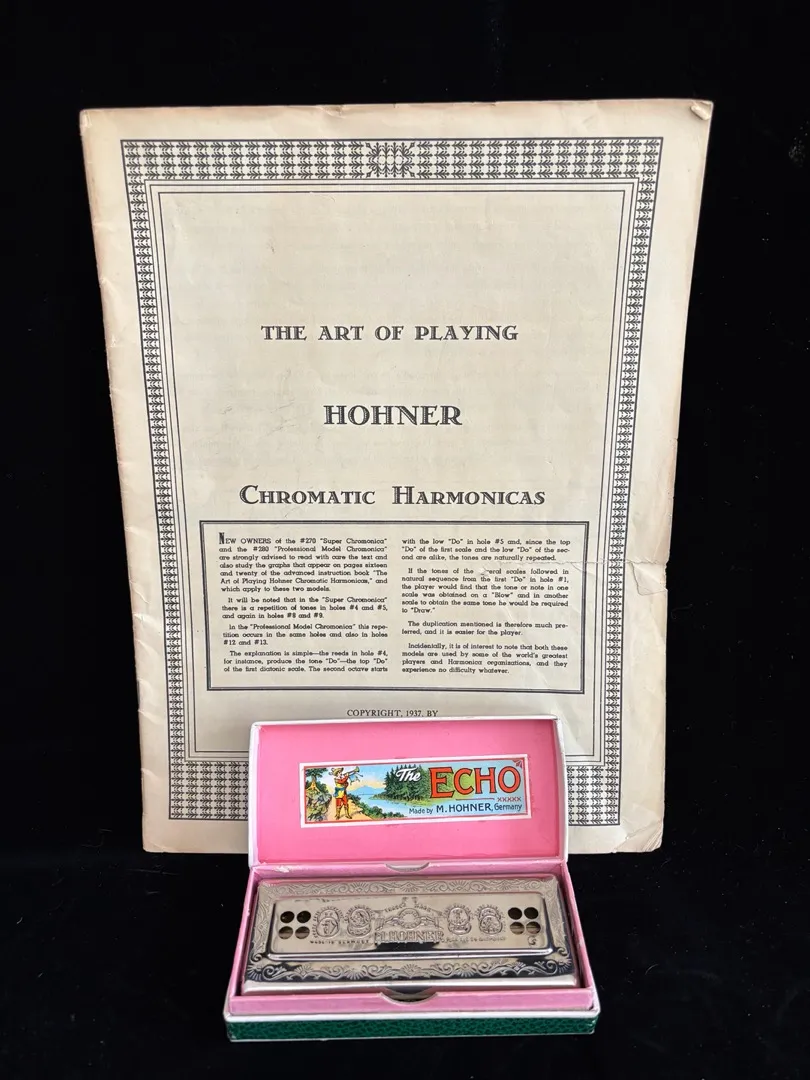 THE ART OF PLAYING
HOHNER
CHROMATIC HARMONICAS
NEW OWNERS of the #270 "Super Chromonica"
and the #280 "Professional Model Chromonica"
are strongly advised to read with care the text and
also study the graphs that appear on pages sixteen
and twenty of the advanced instruction book "The
Art of Playing Hohner Chromatic Harmonicas," and
which apply to these two models.
It will be noted that in the "Super Chromonica"
there is a repetition of tones in holes #4 and #5,
and again in holes #8 and #9.
In the "Professional Model Chromonica" this repe-
tition occurs in the same holes and also in holes
#12 and #13.
The explanation is simple—the reeds in hole #4,
for instance, produce the tone "Do"—the top "Do"
of the first diatonic scale. The second octave starts
with the low "Do" in hole #5 and, since the top
"Do" of the first scale and the low "Do" of the sec-
ond are alike, the tones are naturally repeated.
If the tones of the eral scales followed in
natural sequence from the first "Do" in hole #1,
the player would find that the tone or note in one
scale was obtained on a "Blow" and in another
scale to obtain the same tone he would be required
to "Draw."
The duplication mentioned is therefore much pre-
ferred, and it is easier for the player.
Incidentally, it is of interest to note that both these
models are used by some of the world's greatest
players and Harmonica organizations, and they
experience no difficulty whatever.
COPYRIGHT, 1937, BY
The ECHO
XXXXX
Made by M. HOHNER, Germany
TRADE MARK
M. HOHNER
MADE IN GERMANY